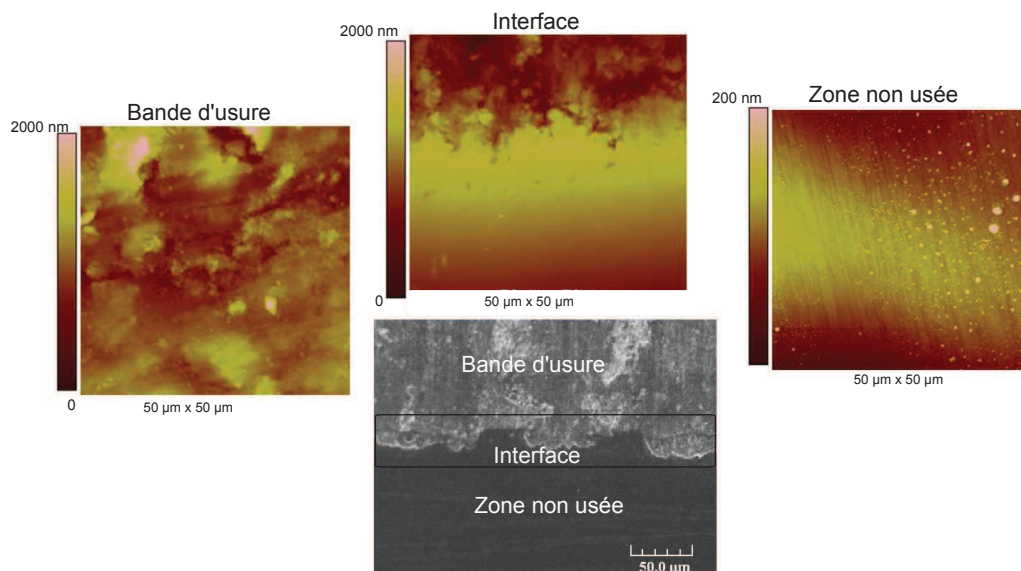 Interface
2000 nm
0
50 µm x 50 µm
Bande d'usure
2000 nm
0
50 µm x 50 µm
Zone non usée
200 nm
0
50 µm x 50 µm
Bande d'usure
Interface
Zone non usée
50.0 µm